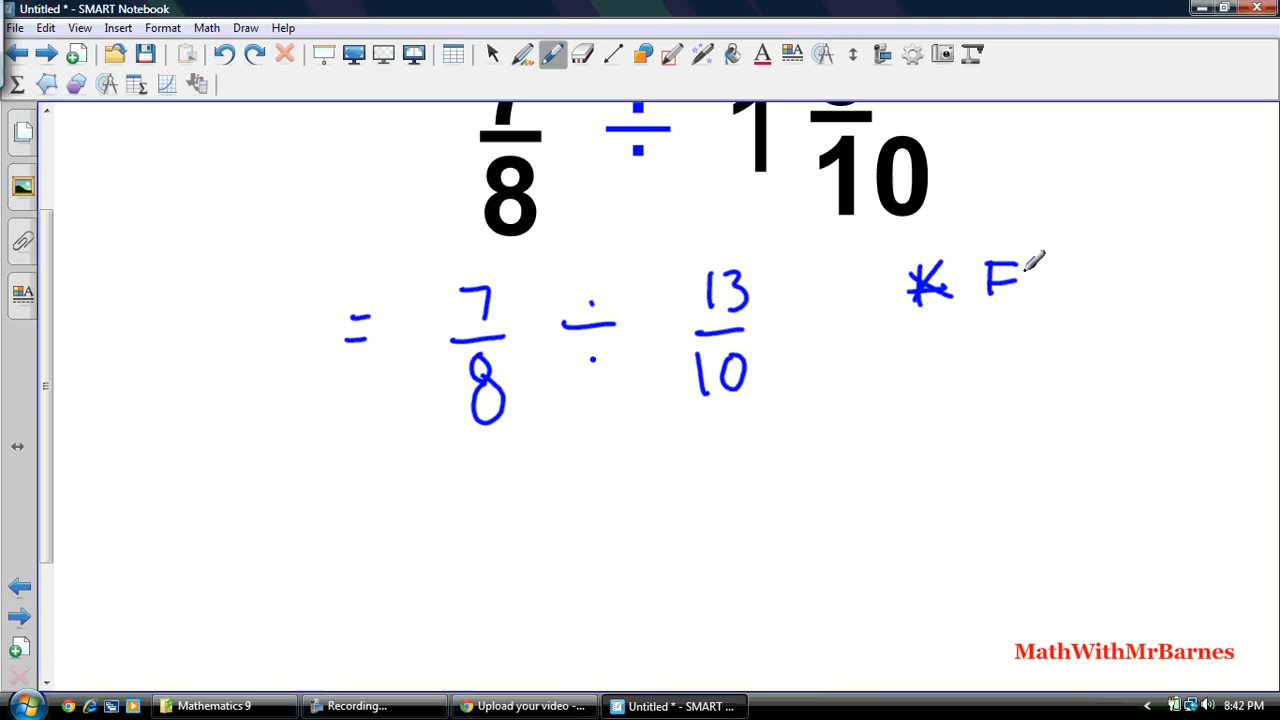 Untitled * - SMART Notebook
File Edit View Insert Format Math Draw Help
7/8 ÷ 1 /10
= 7/8 ÷ 13/10 * F
MathWithMrBarnes
Mathematics 9 Recording... Upload your video -... Untitled * - SMART ... 8:42 PM